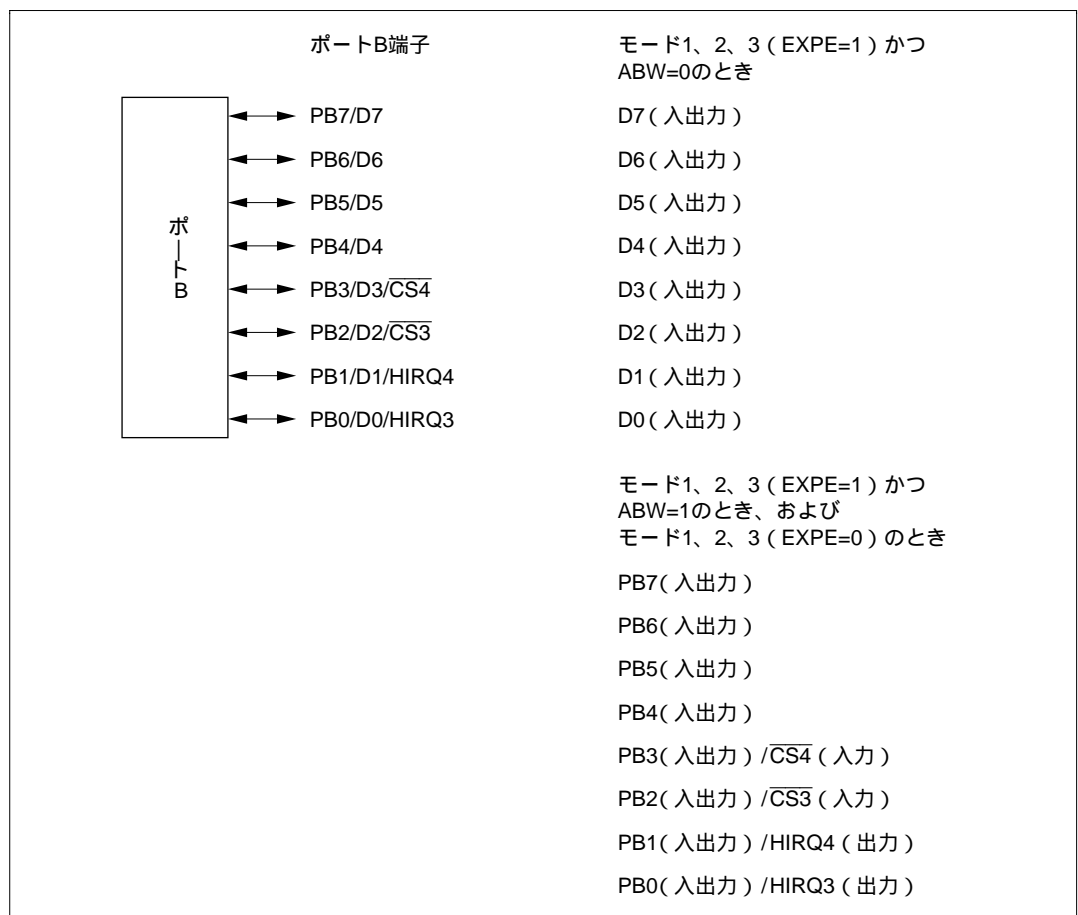 ポートB端子
モード1、2、3（EXPE=1）かつ
ABW=0のとき
ポートB
PB7/D7 D7（入出力）
PB6/D6 D6（入出力）
PB5/D5 D5（入出力）
PB4/D4 D4（入出力）
PB3/D3/C̅S̅4̅ D3（入出力）
PB2/D2/C̅S̅3̅ D2（入出力）
PB1/D1/HIRQ4 D1（入出力）
PB0/D0/HIRQ3 D0（入出力）
モード1、2、3（EXPE=1）かつ
ABW=1のとき、および
モード1、2、3（EXPE=0）のとき
PB7（入出力）
PB6（入出力）
PB5（入出力）
PB4（入出力）
PB3（入出力）/C̅S̅4̅（入力）
PB2（入出力）/C̅S̅3̅（入力）
PB1（入出力）/HIRQ4（出力）
PB0（入出力）/HIRQ3（出力）